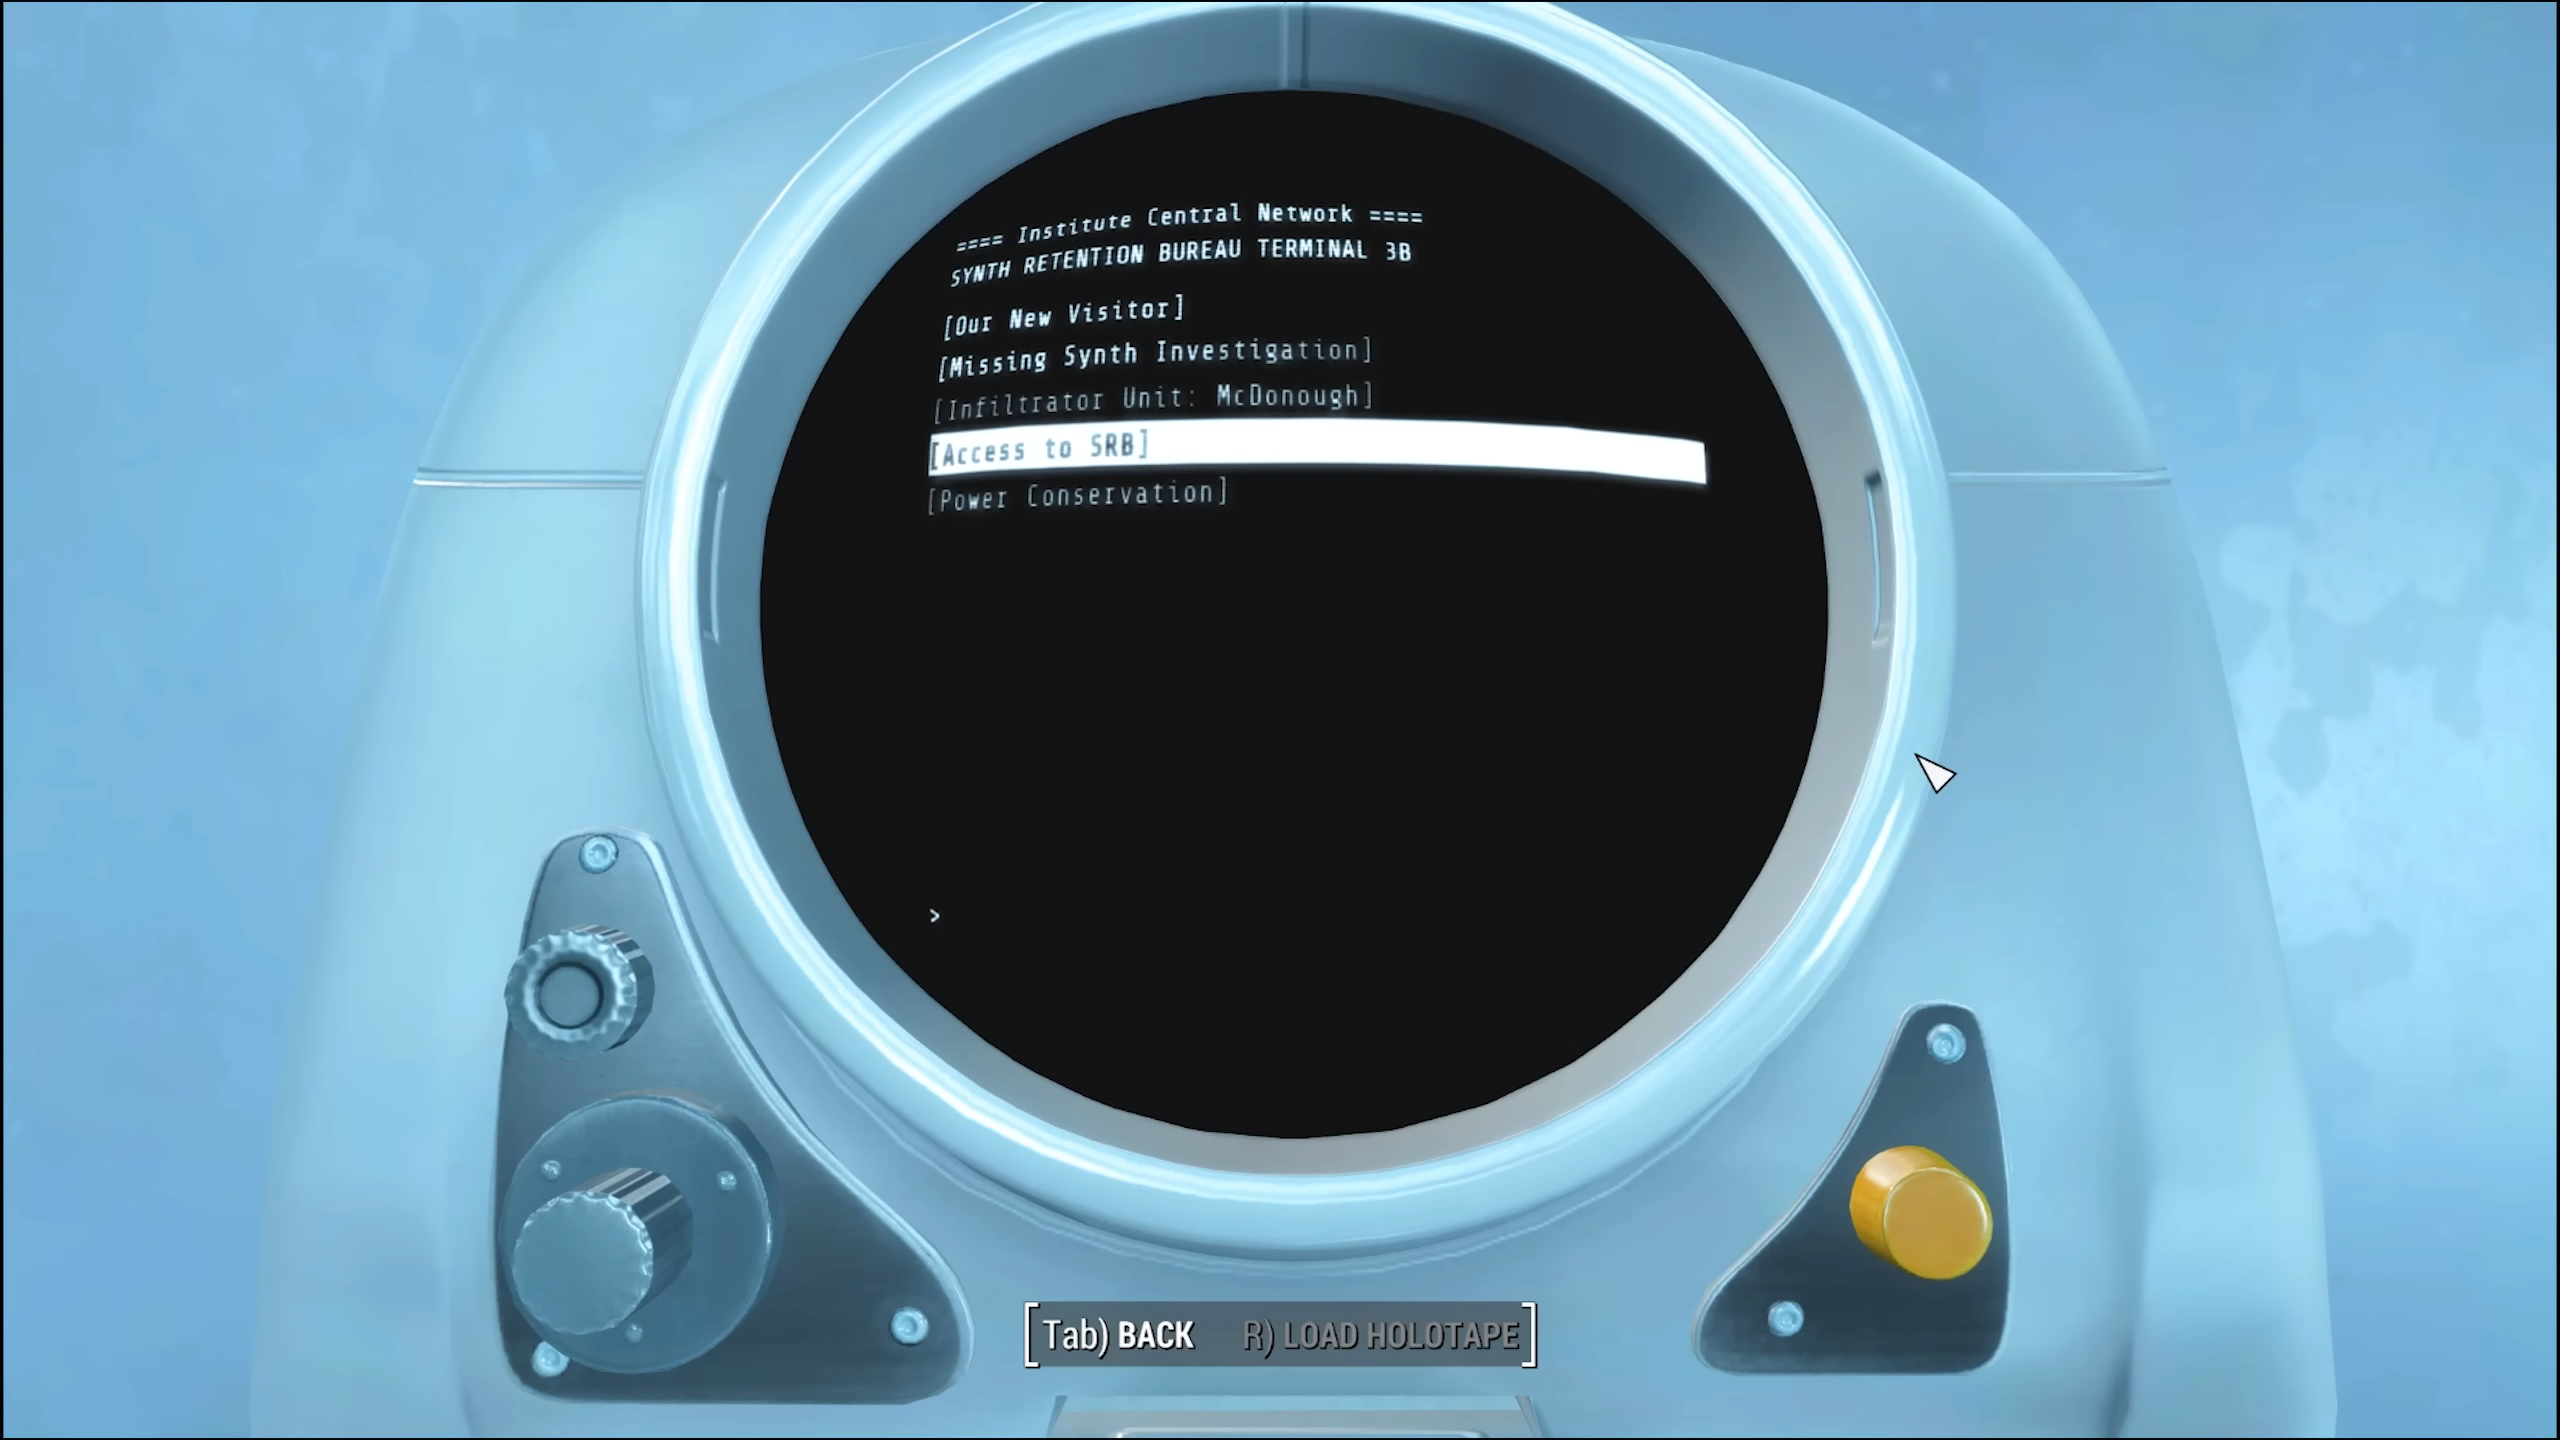 ==== Institute Central Network ====
SYNTH RETENTION BUREAU TERMINAL 3B
[Our New Visitor]
[Missing Synth Investigation]
[Infiltrator Unit: McDonough]
[Access to SRB]
[Power Conservation]
>
[Tab) BACK R) LOAD HOLOTAPE]